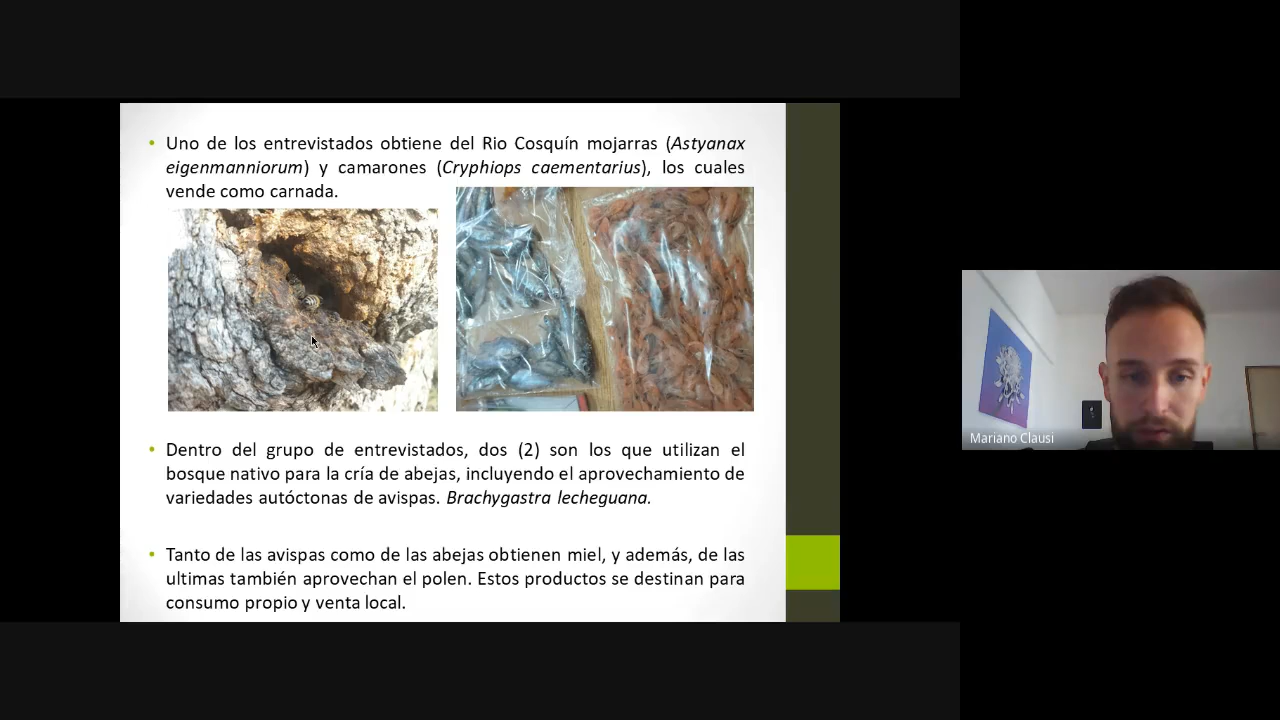 • Uno de los entrevistados obtiene del Rio Cosquín mojarras (Astyanax
eigenmanniorum) y camarones (Cryphiops caementarius), los cuales
vende como carnada.
• Dentro del grupo de entrevistados, dos (2) son los que utilizan el
bosque nativo para la cría de abejas, incluyendo el aprovechamiento de
variedades autóctonas de avispas. Brachygastra lecheguana.
• Tanto de las avispas como de las abejas obtienen miel, y además, de las
ultimas también aprovechan el polen. Estos productos se destinan para
consumo propio y venta local.
Mariano Clausi